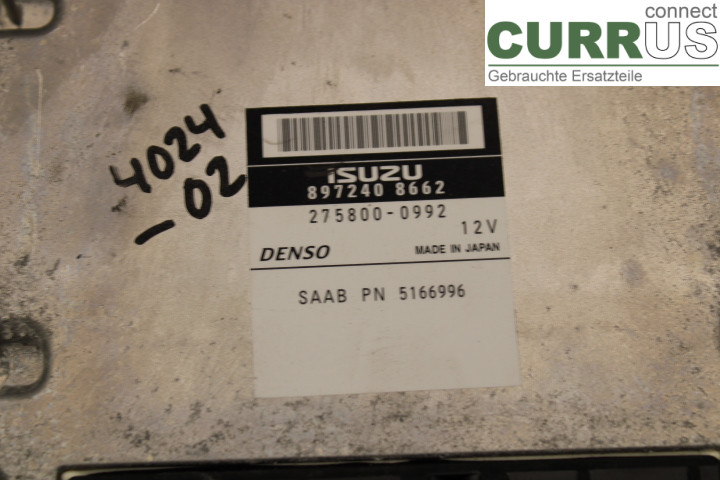 connect
CURRUS
Gebrauchte Ersatzteile
4024
-02
ISUZU
897240 8662
275800-0992
12V
DENSO
MADE IN JAPAN
SAAB PN 5166996